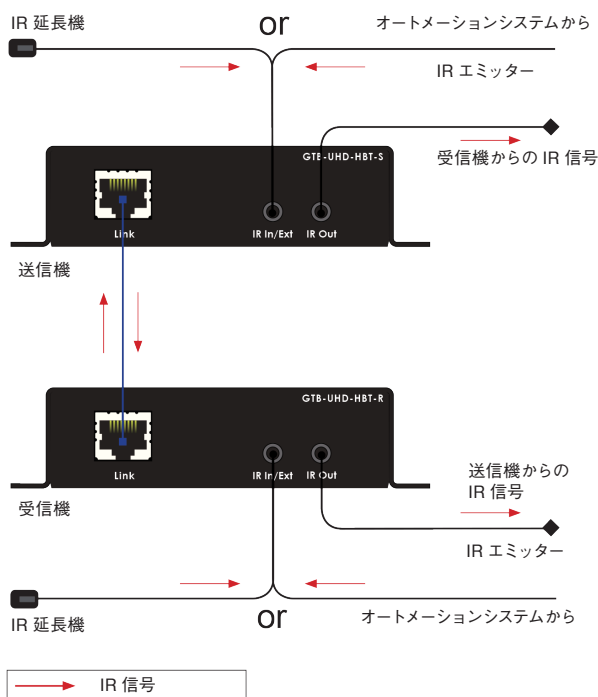 IR 延長機
or
オートメーションシステムから
IR エミッター
受信機からの IR 信号
GTB-UHD-HBT-S
Link
IR In/Ext
IR Out
送信機
GTB-UHD-HBT-R
Link
IR In/Ext
IR Out
受信機
送信機からの
IR 信号
IR エミッター
IR 延長機
or
オートメーションシステムから
IR 信号